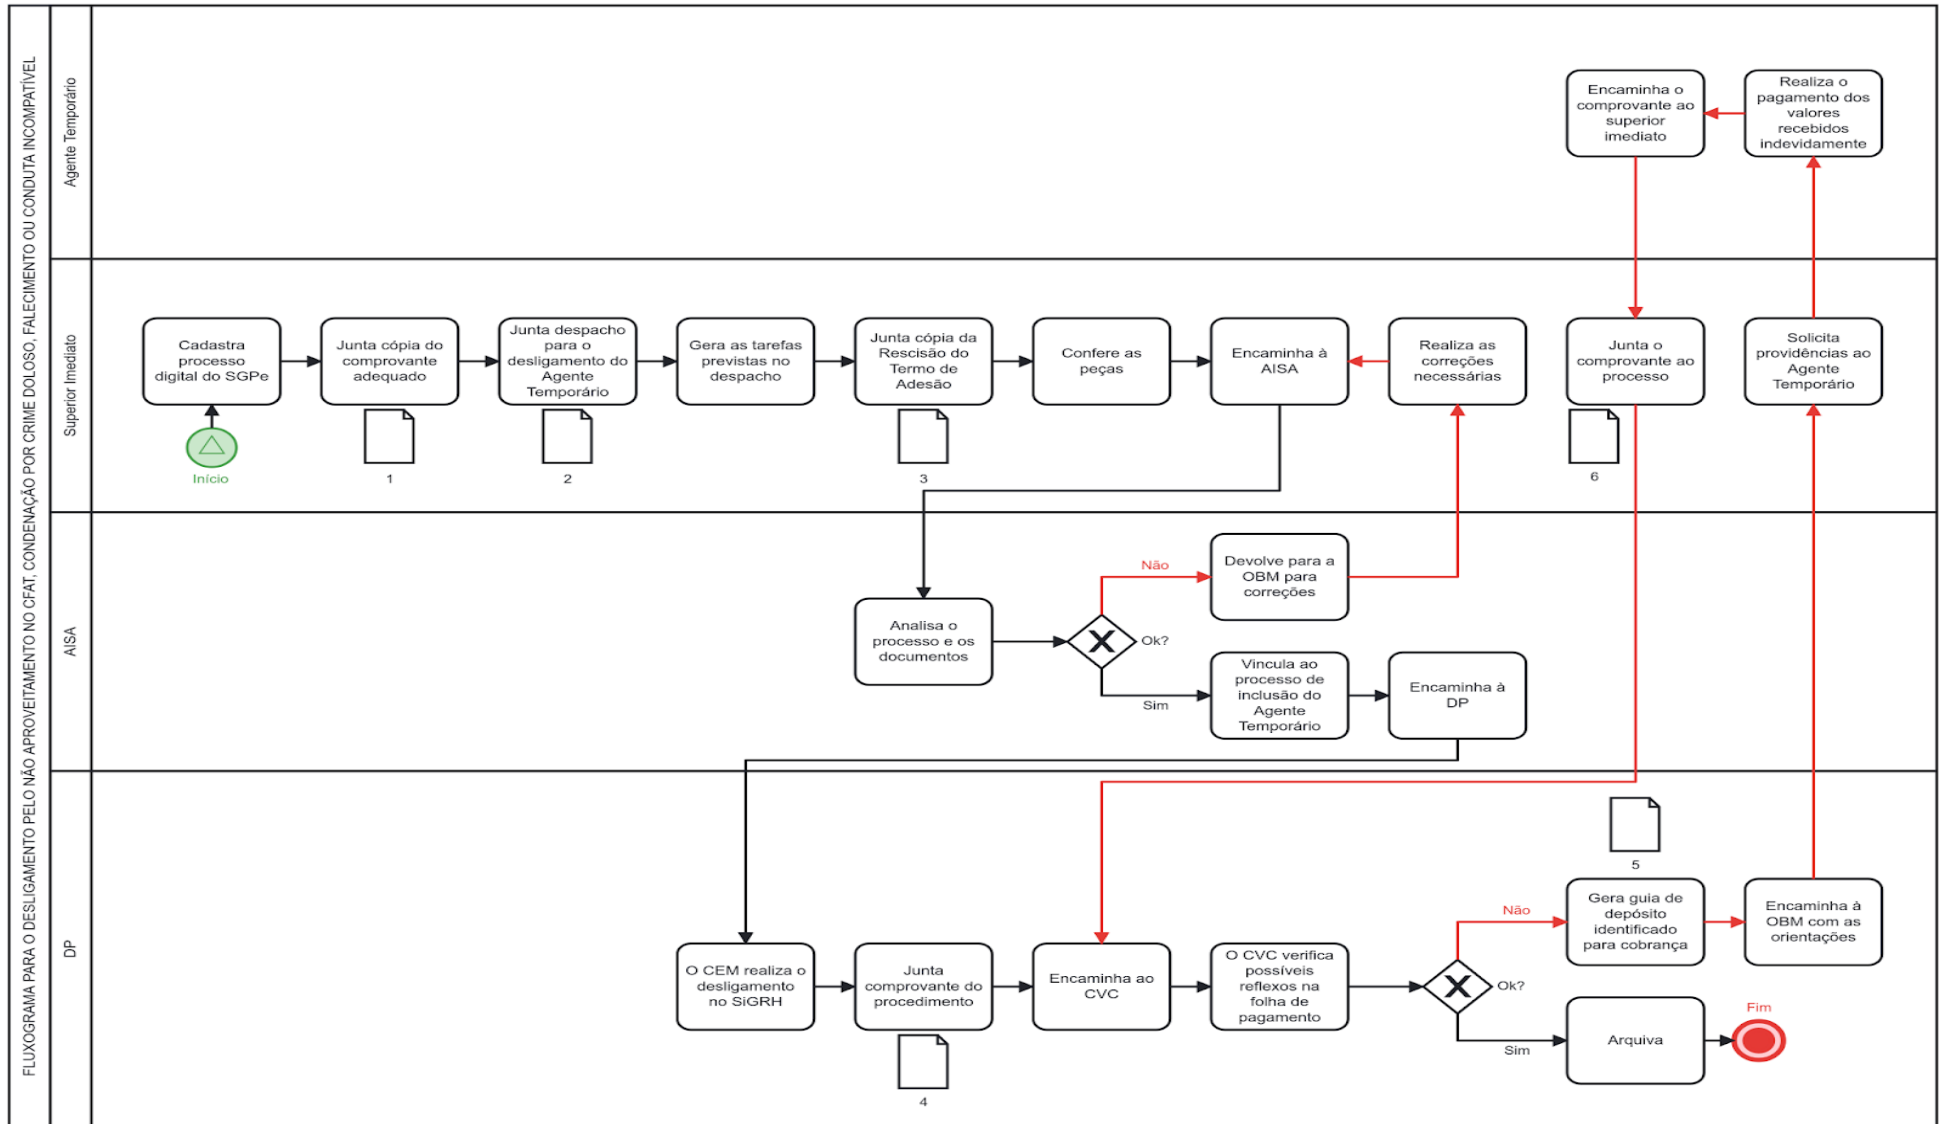 FLUXOGRAMA PARA O DESLIGAMENTO PELO NÃO APROVEITAMENTO NO CFAT, CONDENAÇÃO POR CRIME DOLOSO, FALECIMENTO OU CONDUTA INCOMPATÍVEL
Agente Temporário
Encaminha o
comprovante ao
superior
imediato
Realiza o
pagamento dos
valores
recebidos
indevidamente
Superior Imediato
Cadastra
processo
digital do SGPe
Início
Junta cópia do
comprovante
adequado
1
Junta despacho
para o
desligamento do
Agente
Temporário
2
Gera as tarefas
previstas no
despacho
Junta cópia da
Rescisão do
Termo de
Adesão
3
Confere as
peças
Encaminha à
AISA
Realiza as
correções
necessárias
Junta o
comprovante ao
processo
6
Solicita
providências ao
Agente
Temporário
AISA
Analisa o
processo e os
documentos
Ok?
Não
Devolve para a
OBM para
correções
Sim
Vincula ao
processo de
inclusão do
Agente
Temporário
Encaminha à
DP
DP
O CEM realiza o
desligamento
no SiGRH
Junta
comprovante do
procedimento
4
Encaminha ao
CVC
O CVC verifica
possíveis
reflexos na
folha de
pagamento
Ok?
Não
5
Gera guia de
depósito
identificado
para cobrança
Encaminha à
OBM com as
orientações
Sim
Arquiva
Fim